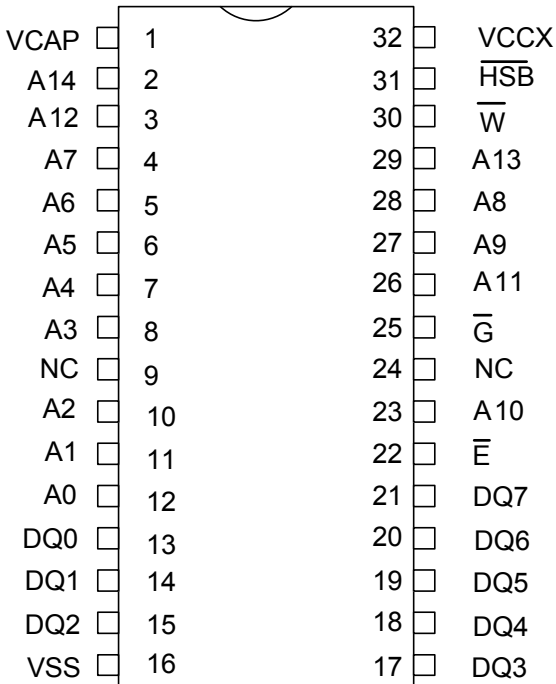 VCAP 1 32 VCCX
A14 2 31 H̅S̅B̅
A12 3 30 W̅
A7 4 29 A13
A6 5 28 A8
A5 6 27 A9
A4 7 26 A11
A3 8 25 G̅
NC 9 24 NC
A2 10 23 A10
A1 11 22 E̅
A0 12 21 DQ7
DQ0 13 20 DQ6
DQ1 14 19 DQ5
DQ2 15 18 DQ4
VSS 16 17 DQ3